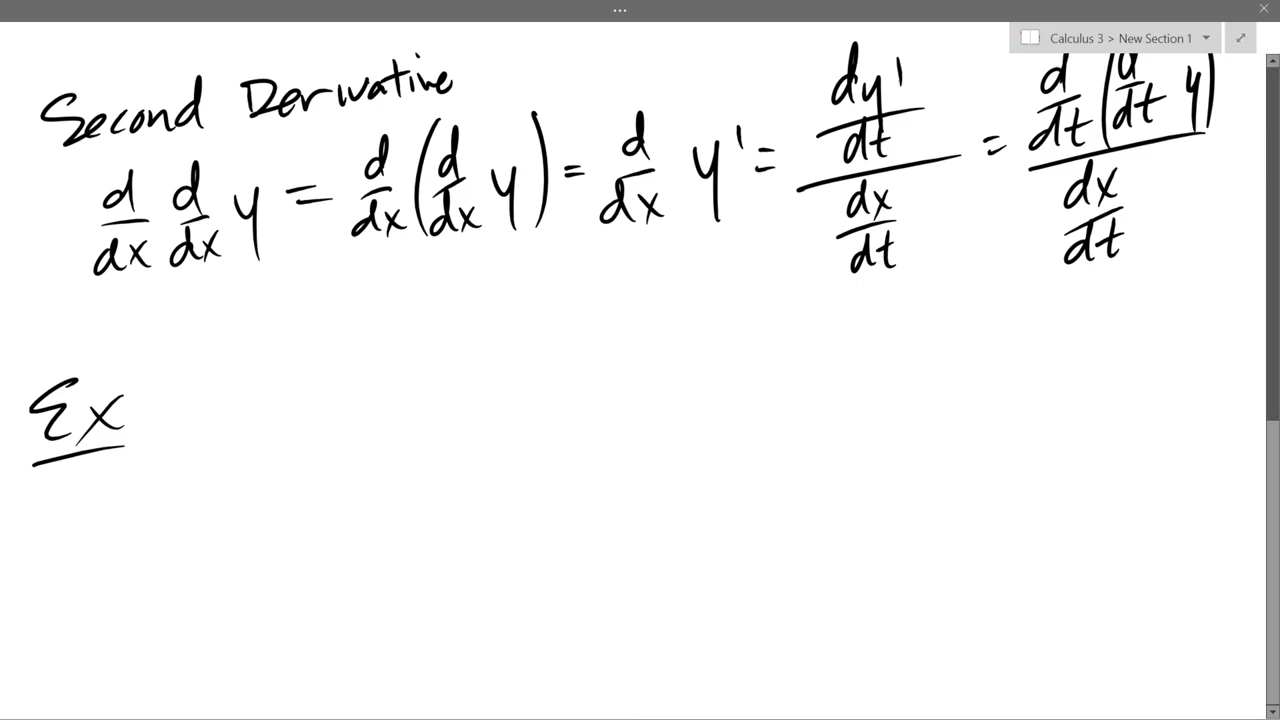 ...
Calculus 3 > New Section 1
Second Derivative
d/dx d/dx y = d/dx (d/dx y) = d/dx y' = (dy'/dt)/(dx/dt) = (d/dt (d/dt y))/(dx/dt)
Ex